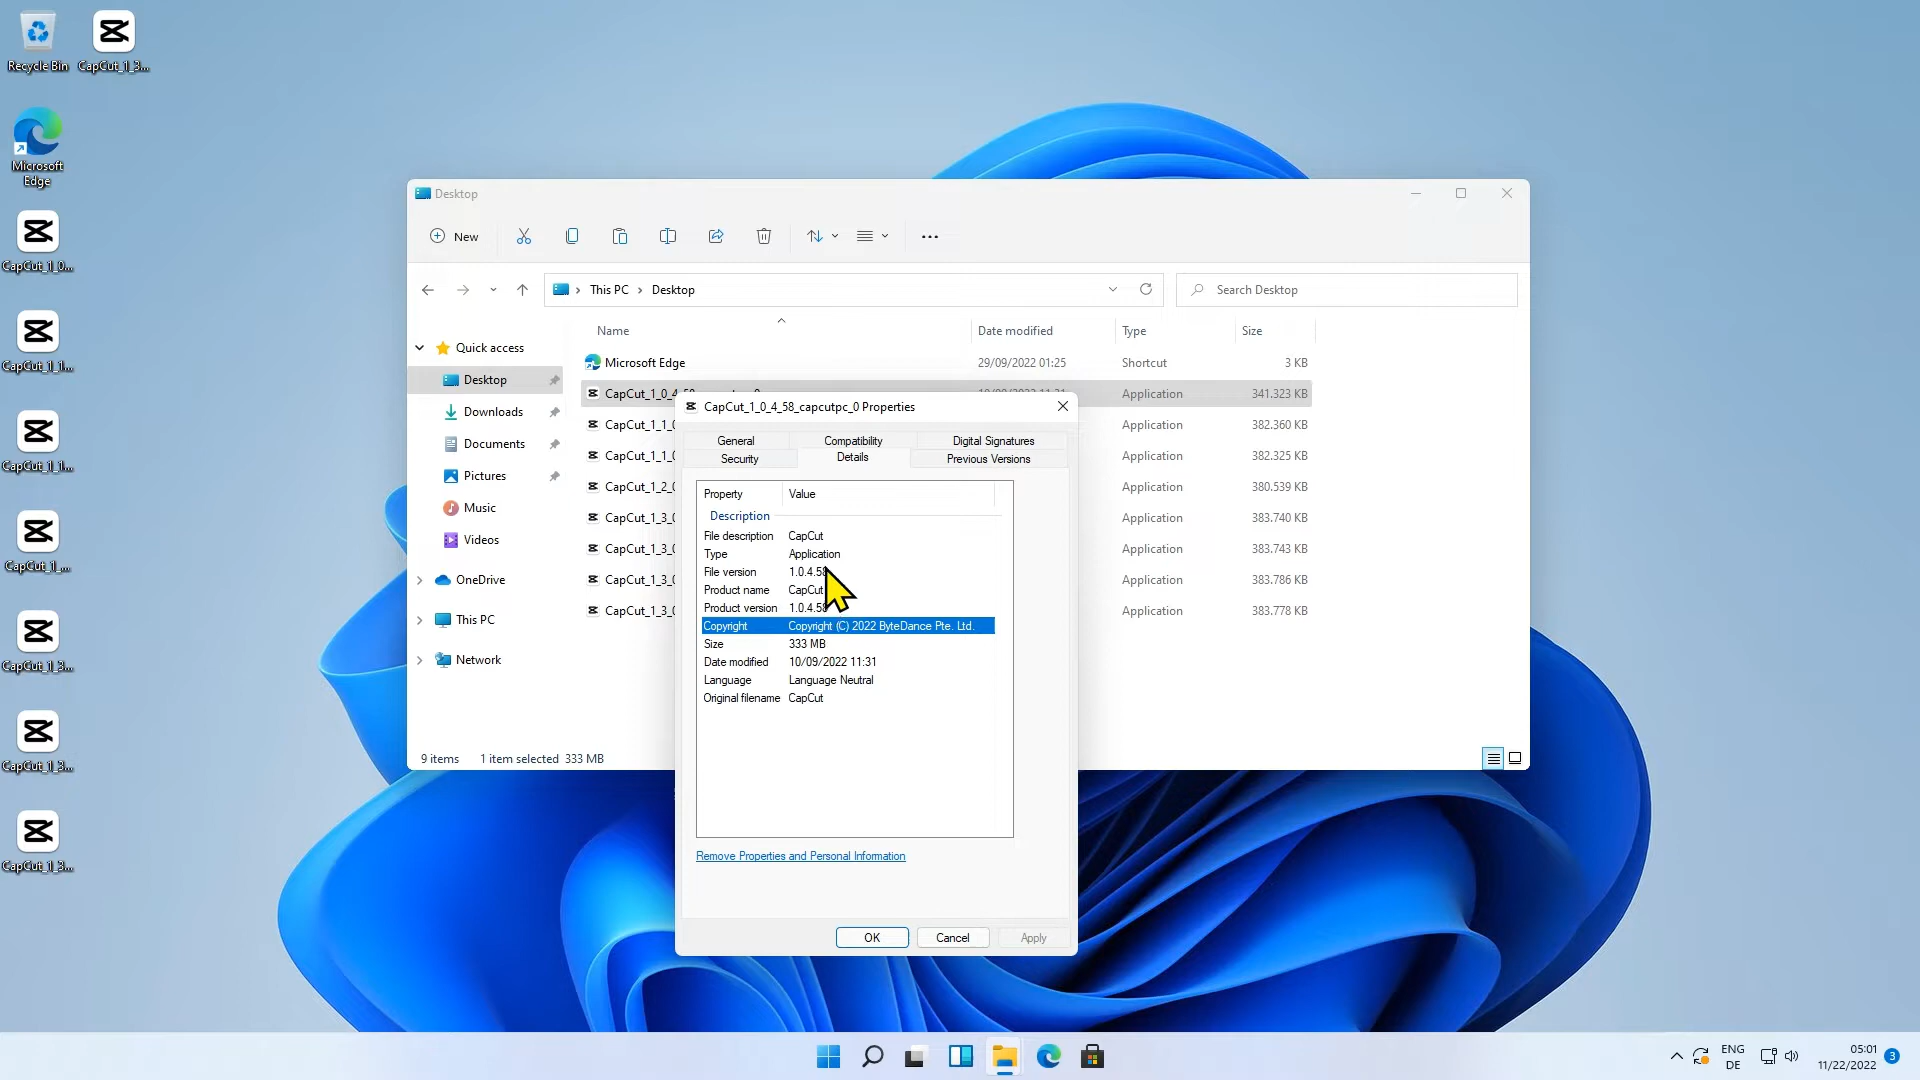 Recycle Bin
CapCut_1_3...
Microsoft
Edge
CapCut_1_0...
CapCut_1_1...
CapCut_1_1...
CapCut_1_...
CapCut_1_3...
CapCut_1_3...
CapCut_1_3...
Desktop
New
This PC > Desktop
Search Desktop
Name Date modified Type Size
Quick access
Desktop
Downloads
Documents
Pictures
Music
Videos
OneDrive
This PC
Network
Microsoft Edge 29/09/2022 01:25 Shortcut 3 KB
CapCut_1_0_4 Application 341.323 KB
CapCut_1_1_0 Application 382.360 KB
CapCut_1_1_0 Application 382.325 KB
CapCut_1_2_0 Application 380.539 KB
CapCut_1_3_0 Application 383.740 KB
CapCut_1_3_0 Application 383.743 KB
CapCut_1_3_0 Application 383.786 KB
CapCut_1_3_0 Application 383.778 KB
9 items 1 item selected 333 MB
CapCut_1_0_4_58_capcutpc_0 Properties
General Compatibility Digital Signatures
Security Details Previous Versions
Property Value
Description
File description CapCut
Type Application
File version 1.0.4.58
Product name CapCut
Product version 1.0.4.58
Copyright Copyright (C) 2022 ByteDance Pte. Ltd.
Size 333 MB
Date modified 10/09/2022 11:31
Language Language Neutral
Original filename CapCut
Remove Properties and Personal Information
OK Cancel Apply
ENG
DE
05:01
11/22/2022
3